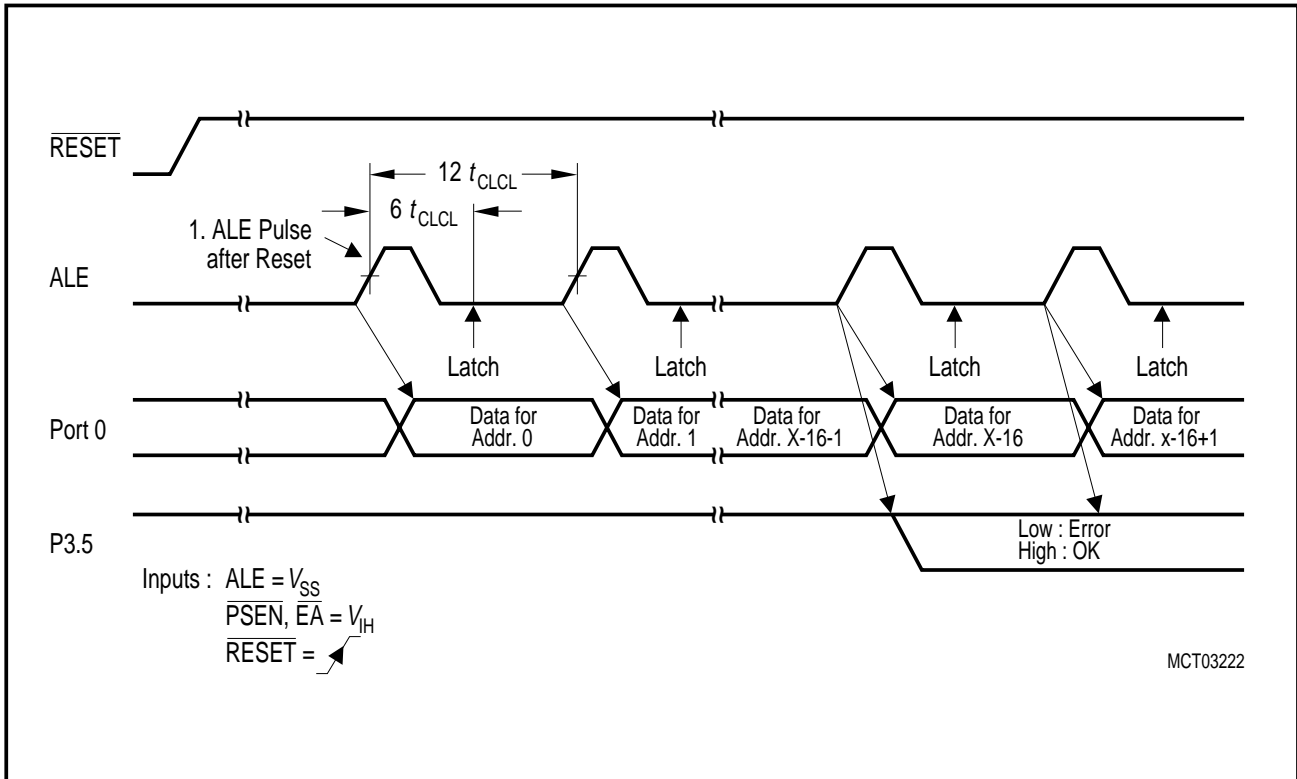 RESET
12 tCLCL
6 tCLCL
1. ALE Pulse
after Reset
ALE
Latch
Latch
Latch
Latch
Port 0
Data for
Addr. 0
Data for
Addr. 1
Data for
Addr. X-16-1
Data for
Addr. X-16
Data for
Addr. x-16+1
P3.5
Low : Error
High : OK
Inputs : ALE = VSS
PSEN, EA = VIH
RESET =
MCT03222